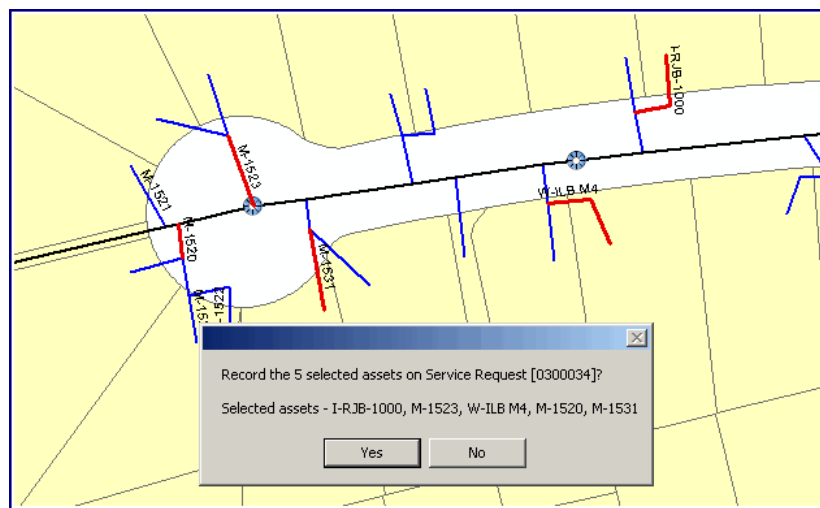 I-RJB-1000
M-1523
M-1521
W-ILB M4
M-1520
M-1531
Record the 5 selected assets on Service Request [0300034]?
Selected assets - I-RJB-1000, M-1523, W-ILB M4, M-1520, M-1531
Yes
No